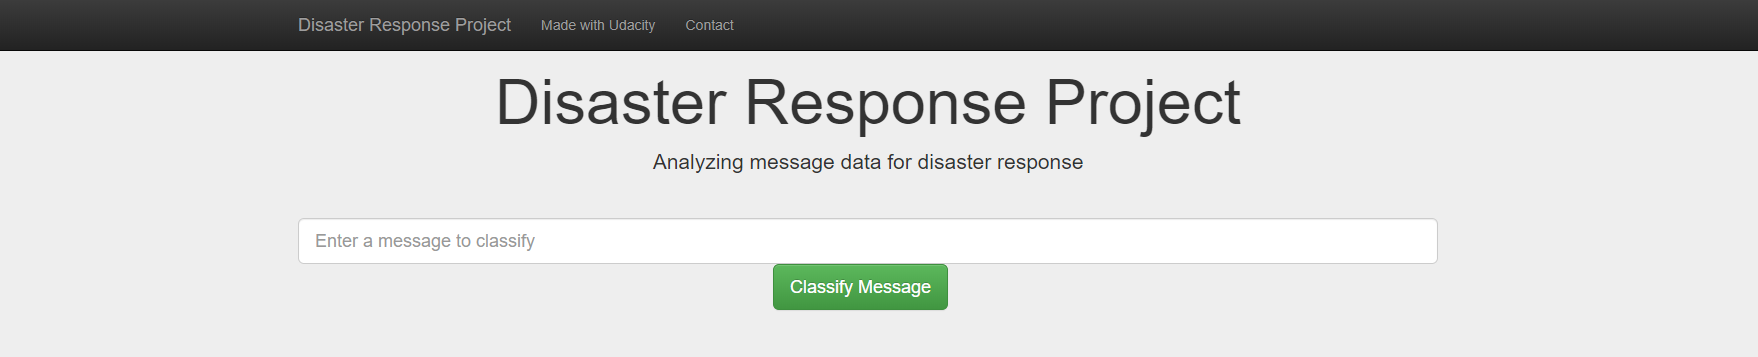 Disaster Response Project Made with Udacity Contact
Disaster Response Project
Analyzing message data for disaster response
Enter a message to classify
Classify Message